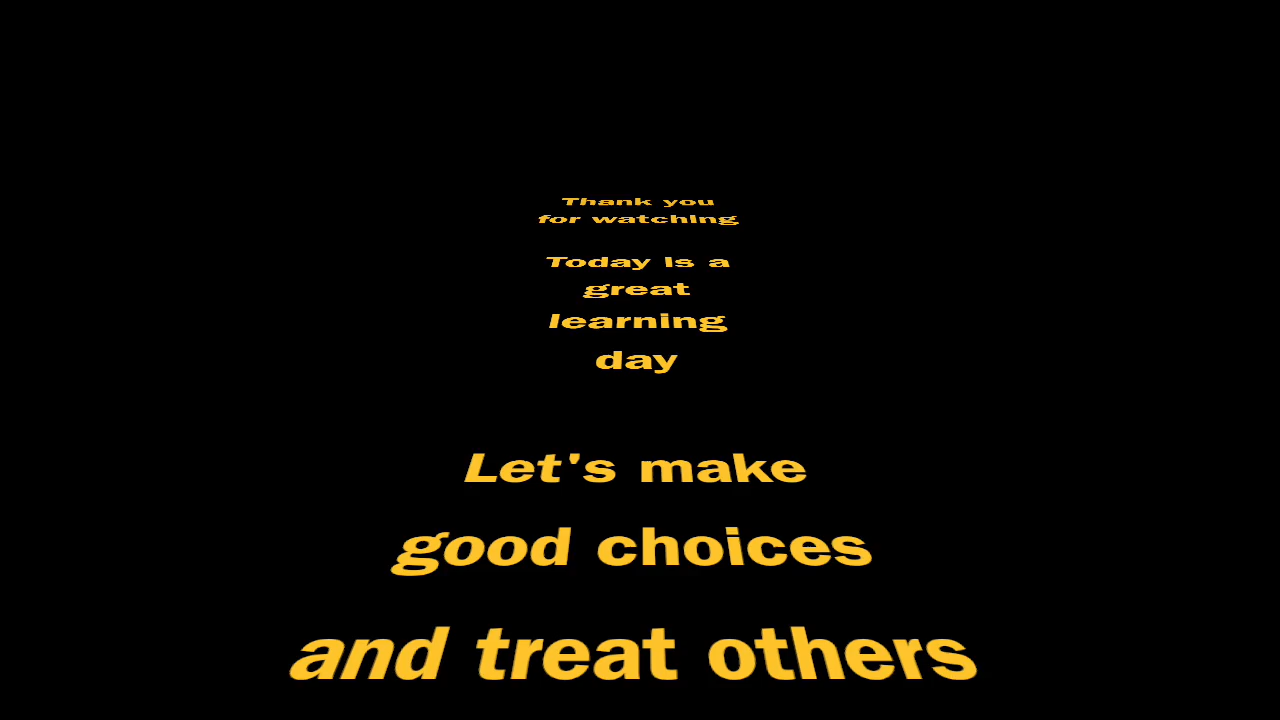 Thank you
for watching
Today is a
great
learning
day
Let's make
good choices
and treat others